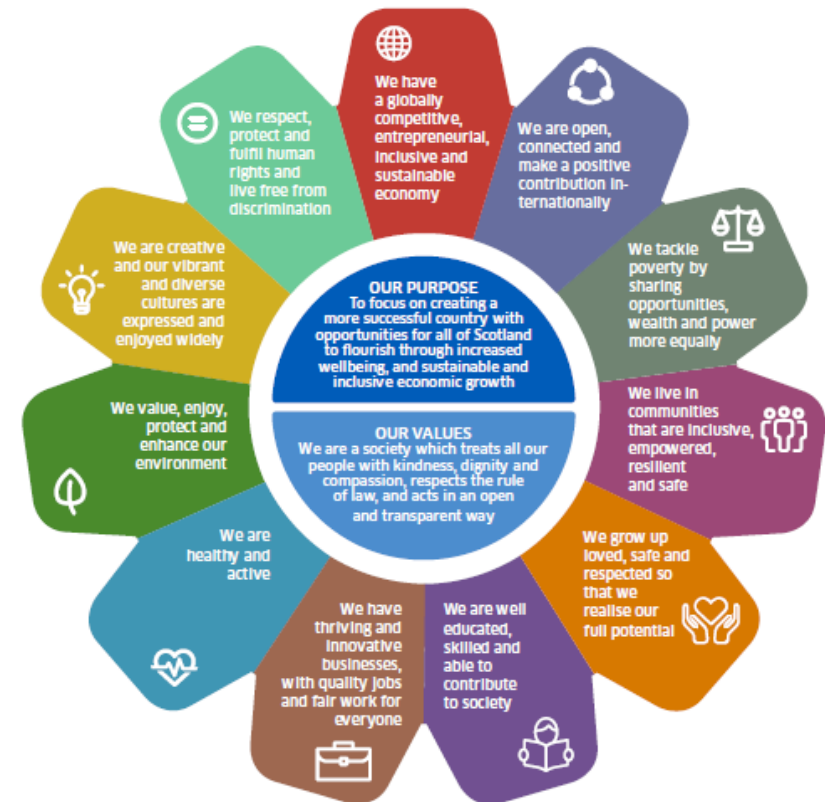 We have
a globally
competitive,
entrepreneurial,
inclusive and
sustainable
economy
We are open,
connected and
make a positive
contribution in-
ternationally
We tackle
poverty by
sharing
opportunities,
wealth and power
more equally
We live in
communities
that are inclusive,
empowered,
resilient
and safe
We grow up
loved, safe and
respected so
that we
realise our
full potential
We are well
educated,
skilled and
able to
contribute
to society
We have
thriving and
innovative
businesses,
with quality jobs
and fair work for
everyone
We are
healthy and
active
We value, enjoy,
protect and
enhance our
environment
We are creative
and our vibrant
and diverse
cultures are
expressed and
enjoyed widely
We respect,
protect and
fulfil human
rights and
live free from
discrimination
OUR PURPOSE
To focus on creating a
more successful country with
opportunities for all of Scotland
to flourish through increased
wellbeing, and sustainable and
inclusive economic growth
OUR VALUES
We are a society which treats all our
people with kindness, dignity and
compassion, respects the rule
of law, and acts in an open
and transparent way